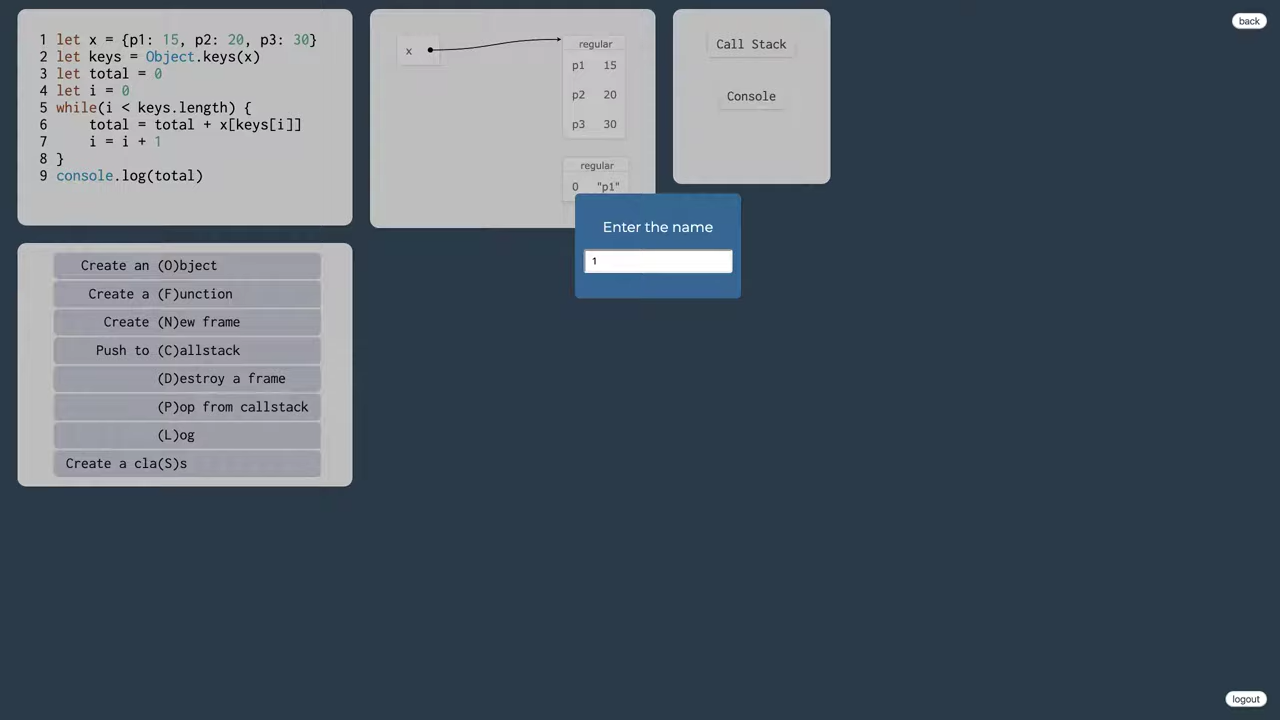 back
1 let x = {p1: 15, p2: 20, p3: 30}
2 let keys = Object.keys(x)
3 let total = 0
4 let i = 0
5 while(i < keys.length) {
6     total = total + x[keys[i]]
7     i = i + 1
8 }
9 console.log(total)
x
regular
p1 15
p2 20
p3 30
regular
0 "p1"
Call Stack
Console
Enter the name
1
Create an (O)bject
Create a (F)unction
Create (N)ew frame
Push to (C)allstack
(D)estroy a frame
(P)op from callstack
(L)og
Create a cla(S)s
logout